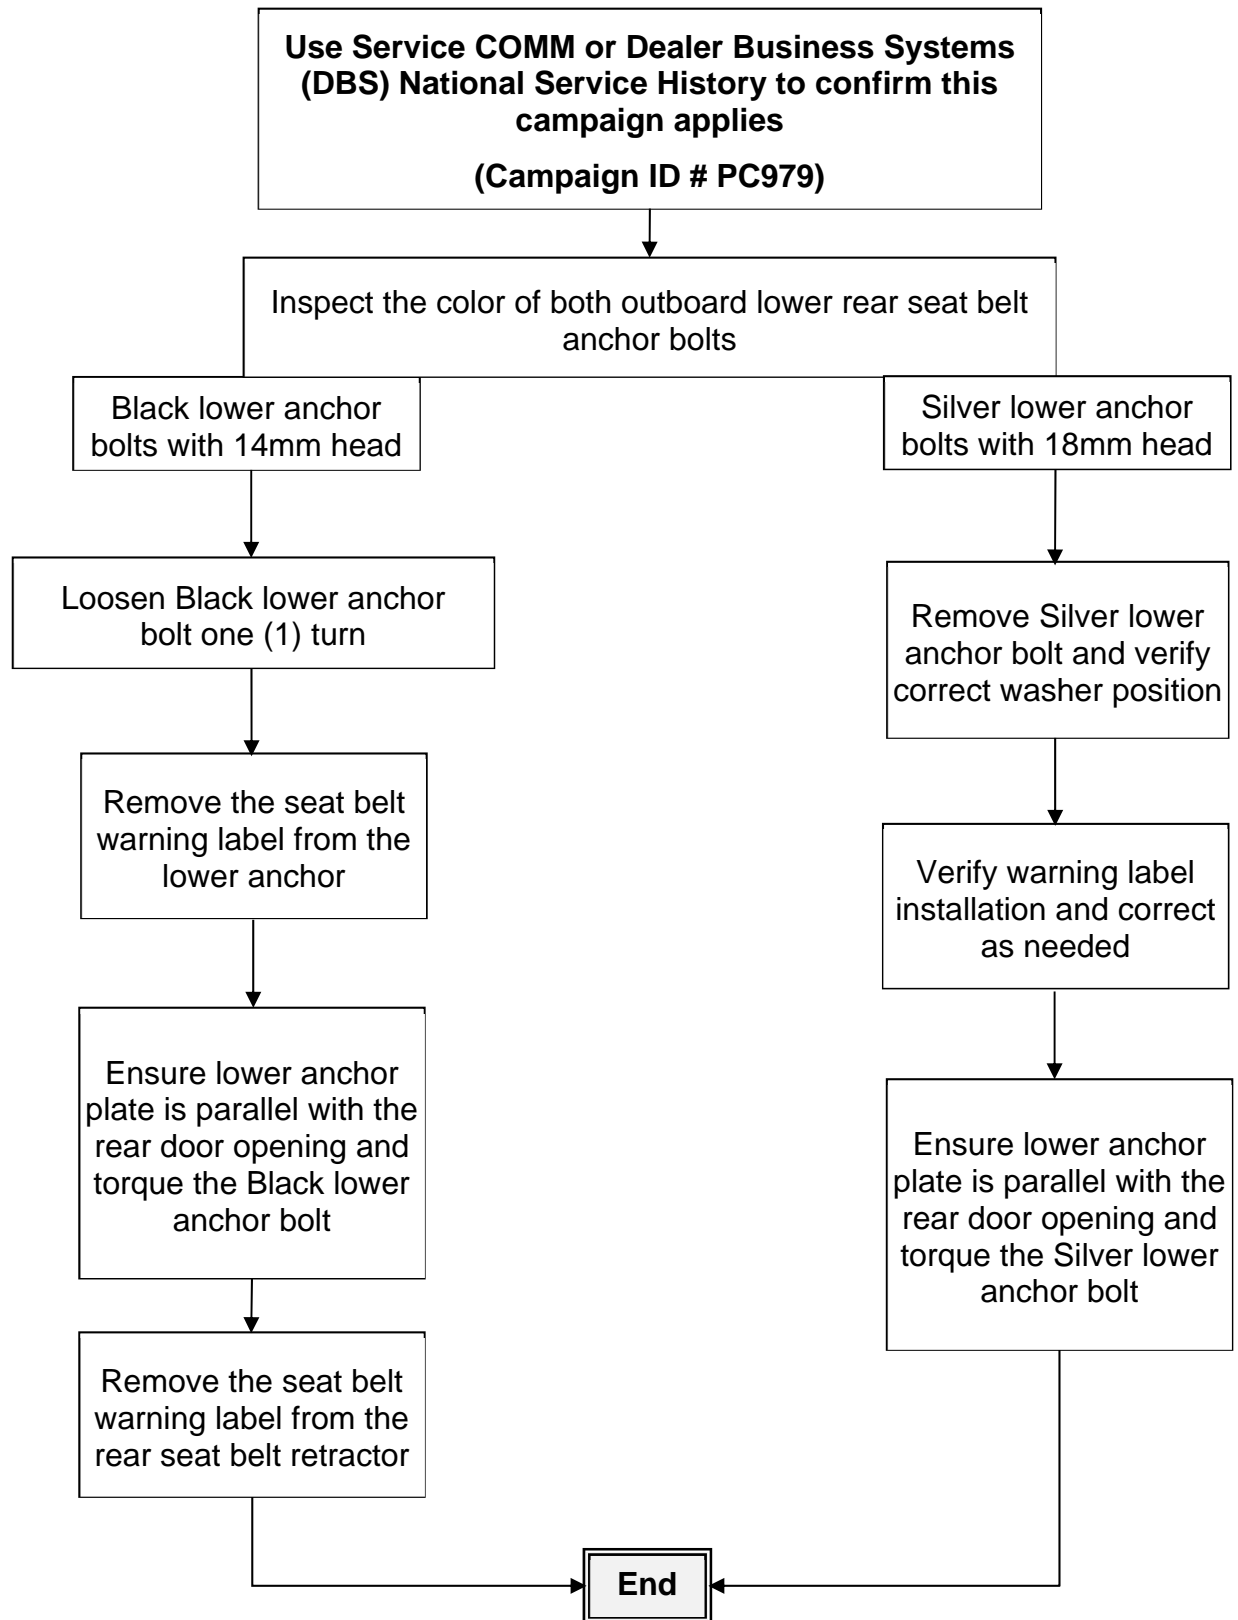 Use Service COMM or Dealer Business Systems
(DBS) National Service History to confirm this
campaign applies
(Campaign ID # PC979)
Inspect the color of both outboard lower rear seat belt
anchor bolts
Black lower anchor
bolts with 14mm head
Loosen Black lower anchor
bolt one (1) turn
Remove the seat belt
warning label from the
lower anchor
Ensure lower anchor
plate is parallel with the
rear door opening and
torque the Black lower
anchor bolt
Remove the seat belt
warning label from the
rear seat belt retractor
Silver lower anchor
bolts with 18mm head
Remove Silver lower
anchor bolt and verify
correct washer position
Verify warning label
installation and correct
as needed
Ensure lower anchor
plate is parallel with the
rear door opening and
torque the Silver lower
anchor bolt
End